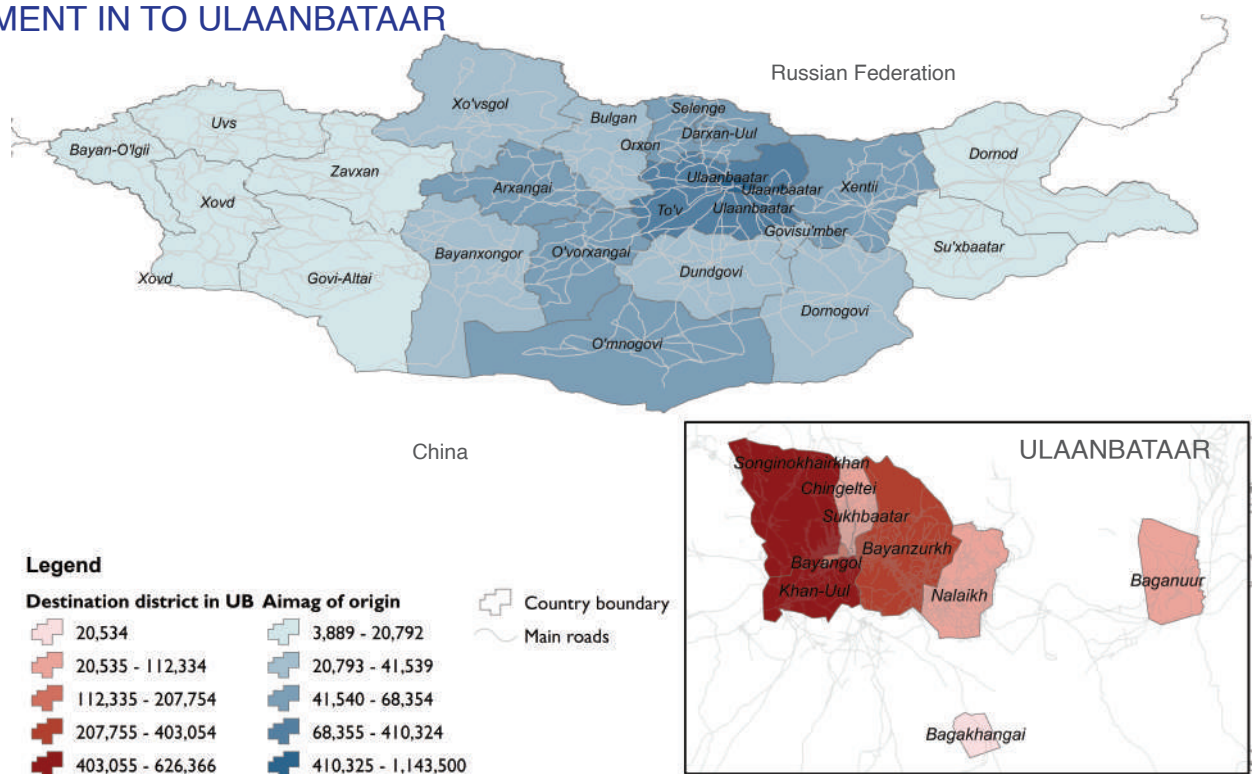 MENT IN TO ULAANBATAAR
Russian Federation
Xo'vsgol
Bulgan
Selenge
Uvs
Orxon
Darxan-Uul
Bayan-O'lgii
Dornod
Zavxan
Arxangai
Ulaanbaatar
Ulaanbaatar
Xentii
Xovd
To'v
Ulaanbaatar
Govisu'mber
Bayanxongor
O'vorxangai
Su'xbaatar
Xovd
Govi-Altai
Dundgovi
Dornogovi
O'mnogovi
China
ULAANBATAAR
Songinokhairkhan
Chingeltei
Sukhbaatar
Bayanzurkh
Bayangol
Khan-Uul
Nalaikh
Baganuur
Bagakhangai
Legend
Destination district in UB
20,534
20,535 - 112,334
112,335 - 207,754
207,755 - 403,054
403,055 - 626,366
Aimag of origin
3,889 - 20,792
20,793 - 41,539
41,540 - 68,354
68,355 - 410,324
410,325 - 1,143,500
Country boundary
Main roads